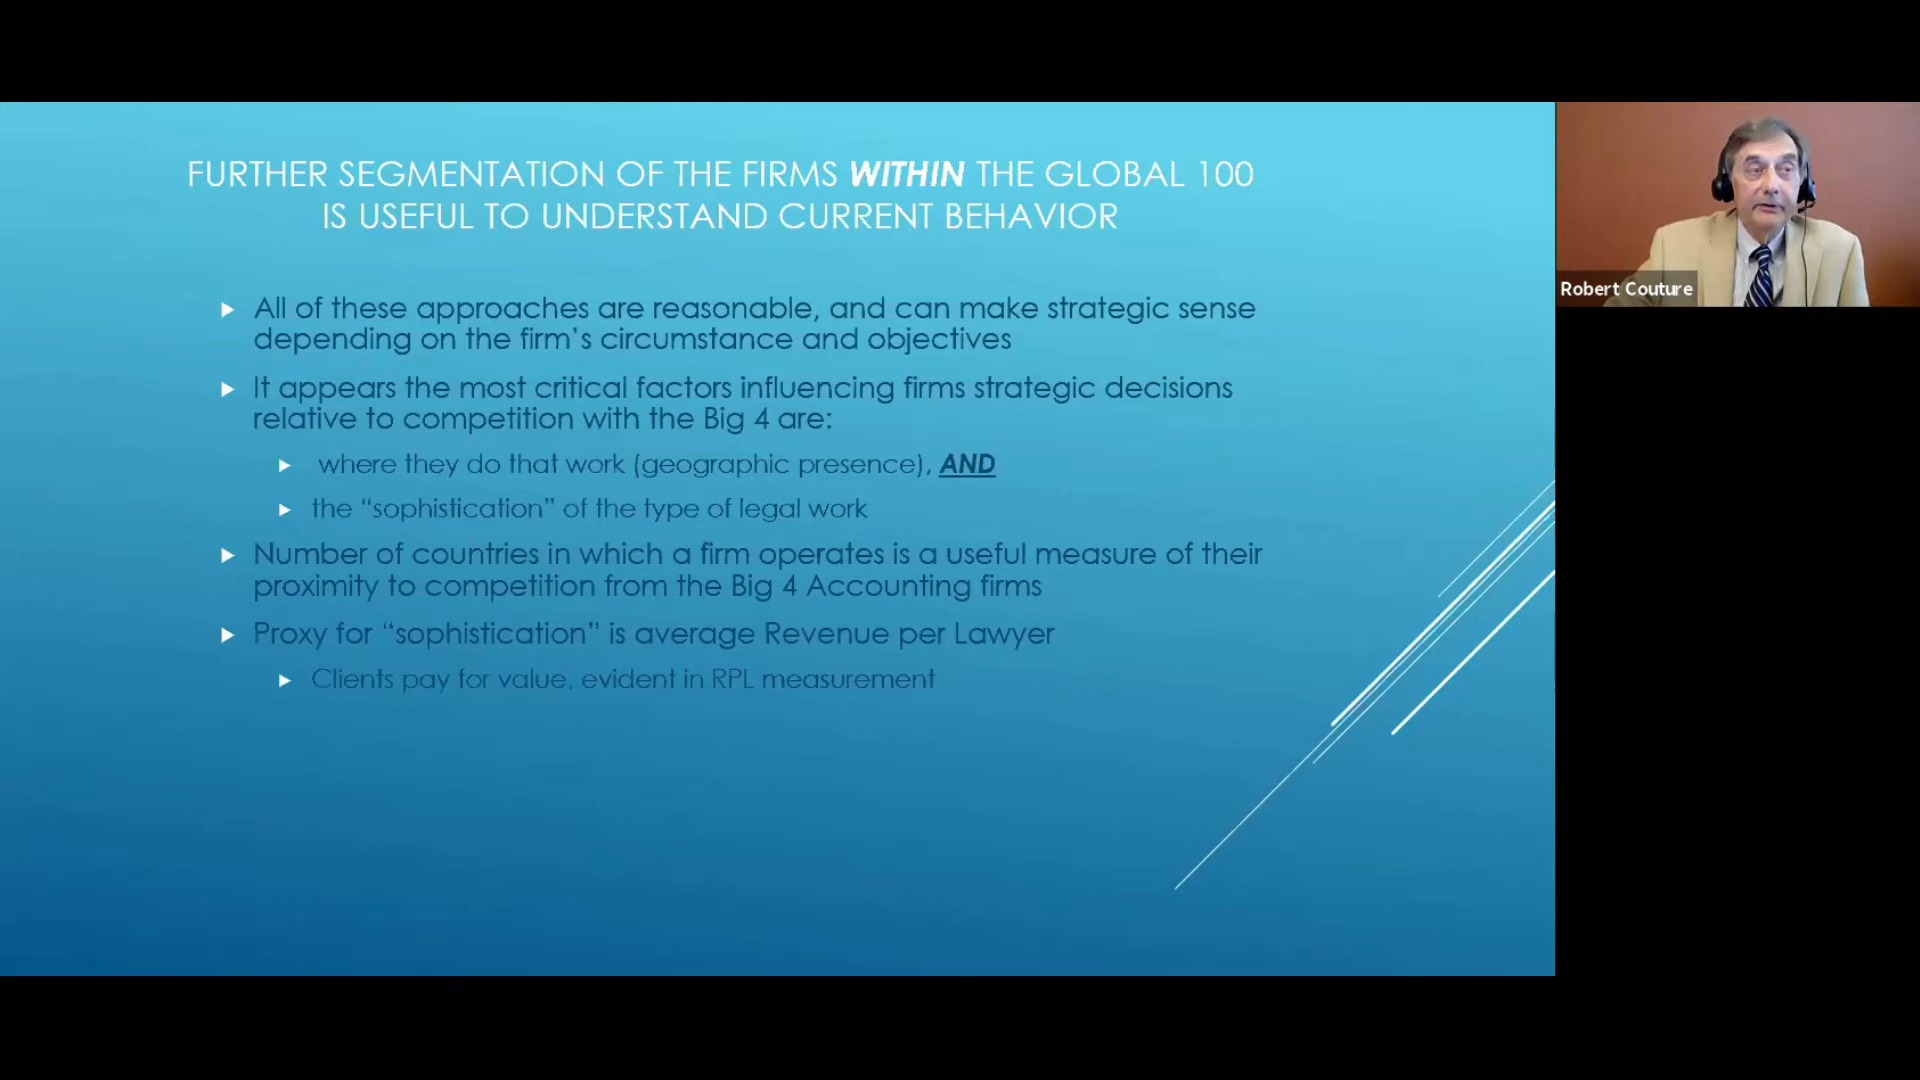 FURTHER SEGMENTATION OF THE FIRMS WITHIN THE GLOBAL 100
IS USEFUL TO UNDERSTAND CURRENT BEHAVIOR
All of these approaches are reasonable, and can make strategic sense
depending on the firm's circumstance and objectives
It appears the most critical factors influencing firms strategic decisions
relative to competition with the Big 4 are:
where they do that work (geographic presence), AND
the “sophistication” of the type of legal work
Number of countries in which a firm operates is a useful measure of their
proximity to competition from the Big 4 Accounting firms
Proxy for “sophistication” is average Revenue per Lawyer
Clients pay for value, evident in RPL measurement
Robert Couture